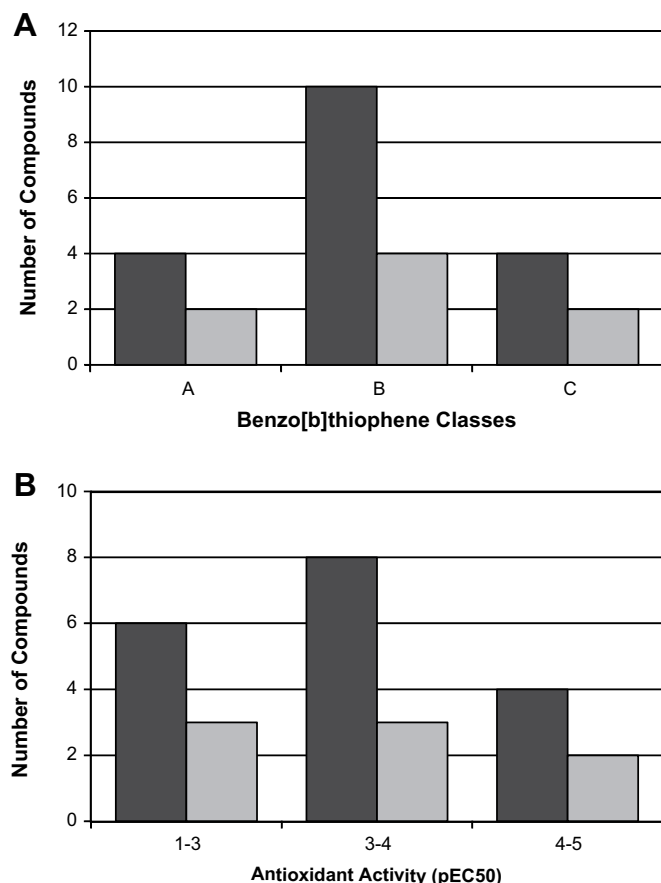 A
12
10
8
6
4
2
0
Number of Compounds
A B C
Benzo[b]thiophene Classes
B
10
8
6
4
2
0
Number of Compounds
1-3 3-4 4-5
Antioxidant Activity (pEC50)